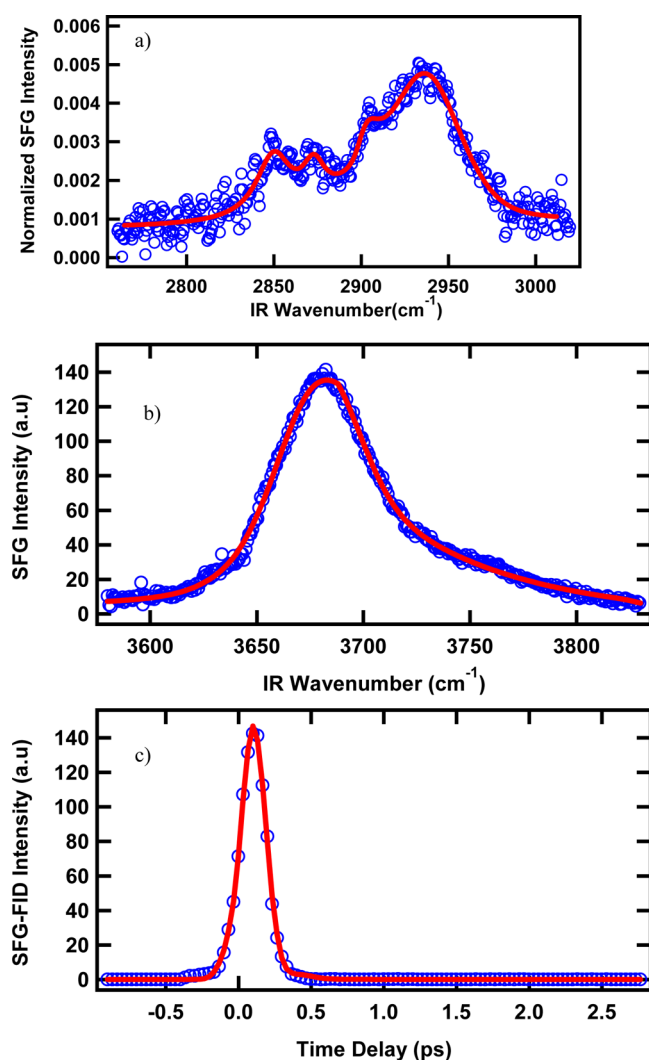 a)
Normalized SFG Intensity
0.006
0.005
0.004
0.003
0.002
0.001
0.000
2800 2850 2900 2950 3000
IR Wavenumber(cm⁻¹)
b)
SFG Intensity (a.u)
140
120
100
80
60
40
20
0
3600 3650 3700 3750 3800
IR Wavenumber (cm⁻¹)
c)
SFG-FID Intensity (a.u)
140
120
100
80
60
40
20
0
-0.5 0.0 0.5 1.0 1.5 2.0 2.5
Time Delay (ps)